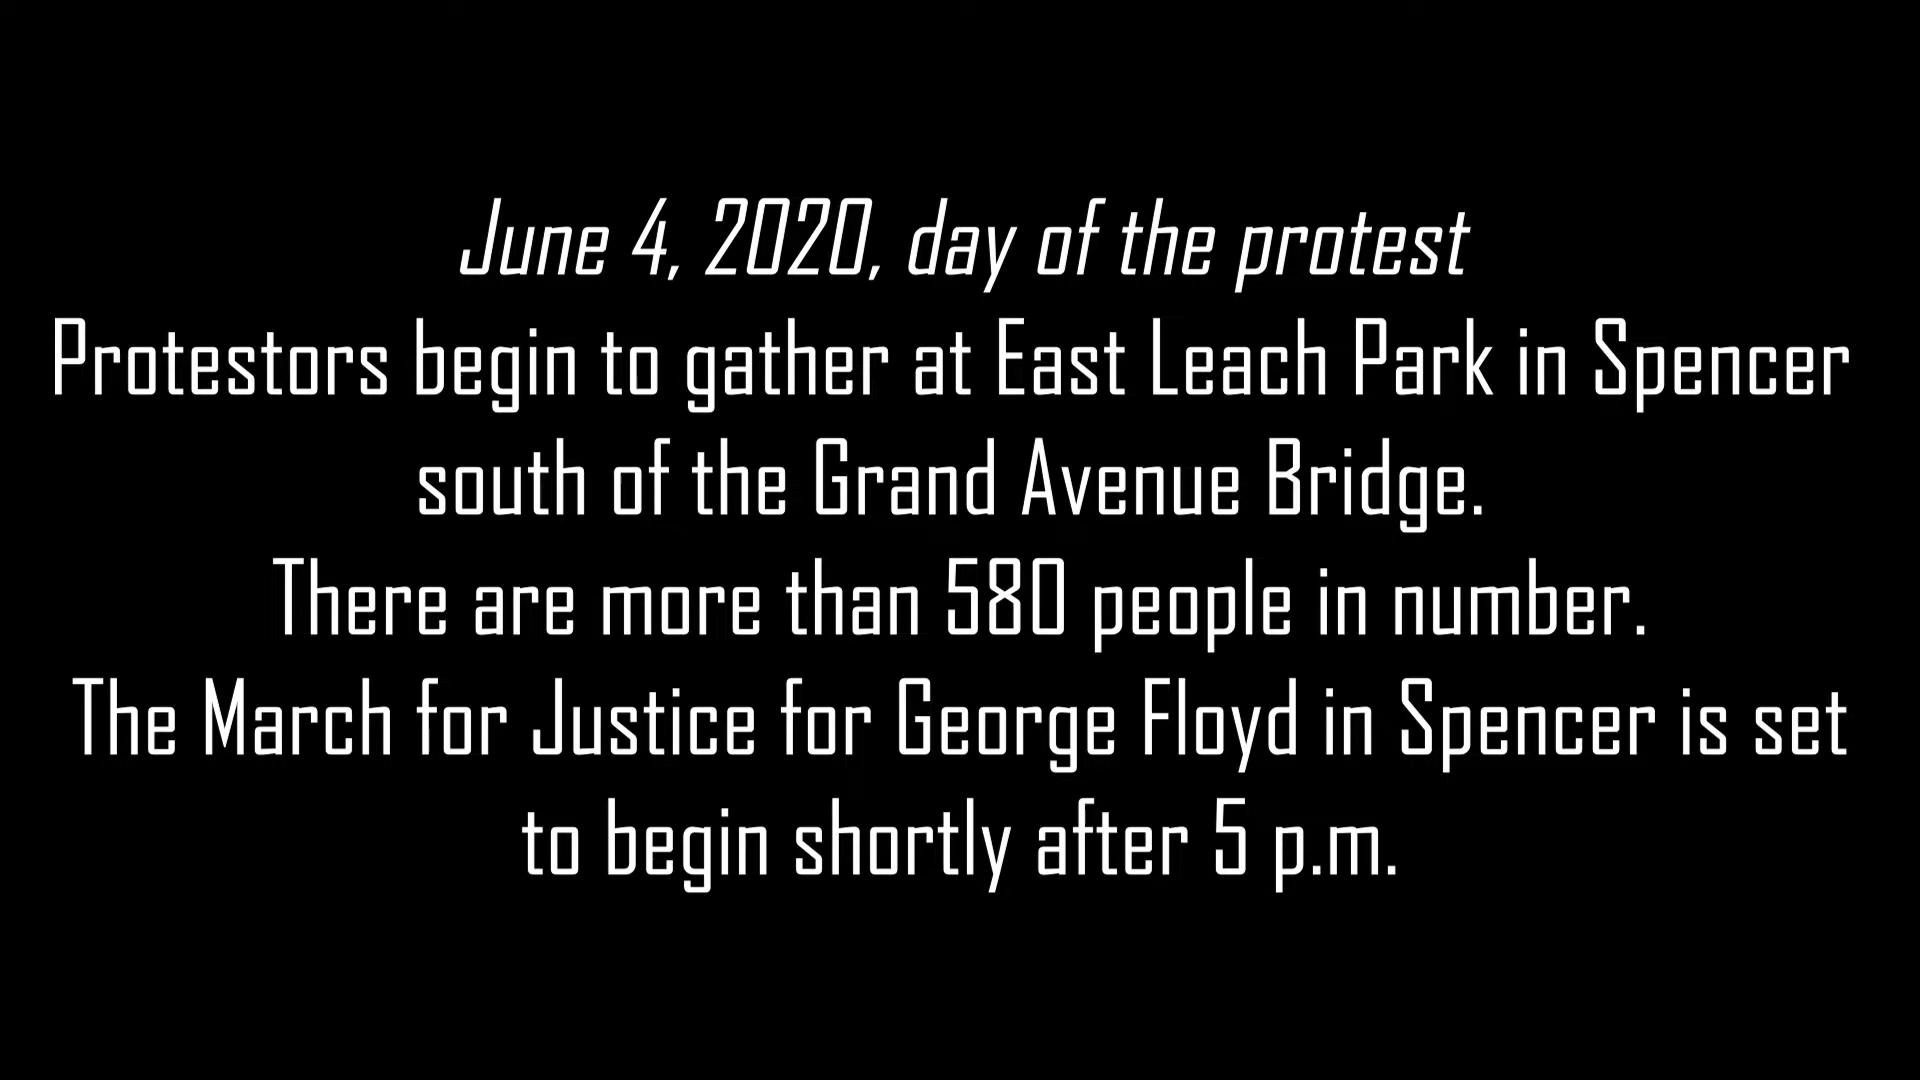 June 4, 2020, day of the protest
Protestors begin to gather at East Leach Park in Spencer
south of the Grand Avenue Bridge.
There are more than 580 people in number.
The March for Justice for George Floyd in Spencer is set
to begin shortly after 5 p.m.